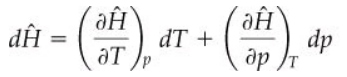 dĤ = (∂Ĥ/∂T)_p dT + (∂Ĥ/∂p)_T dp